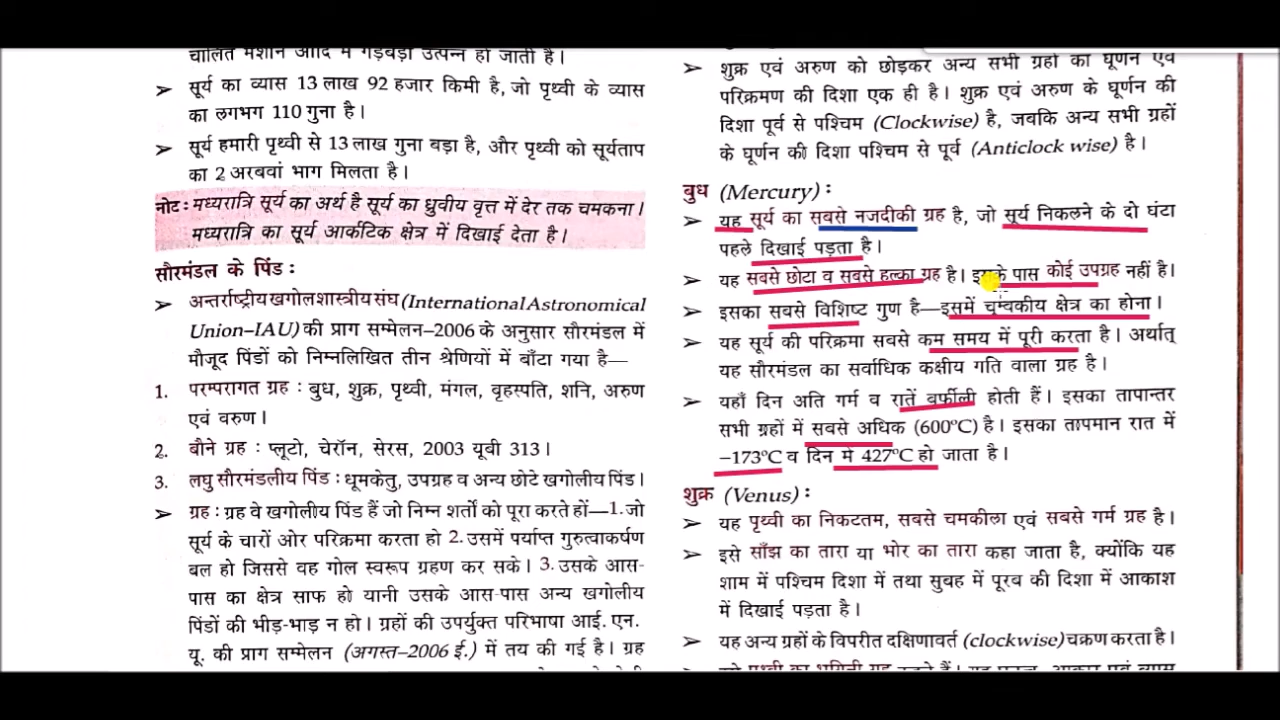 चालित मशीन आदि में गड़बड़ी उत्पन्न हो जाती है।
➢ सूर्य का व्यास 13 लाख 92 हजार किमी है, जो पृथ्वी के व्यास
का लगभग 110 गुना है।
➢ सूर्य हमारी पृथ्वी से 13 लाख गुना बड़ा है, और पृथ्वी को सूर्यताप
का 2 अरबवां भाग मिलता है।
नोट: मध्यरात्रि सूर्य का अर्थ है सूर्य का ध्रुवीय वृत्त में देर तक चमकना।
मध्यरात्रि का सूर्य आर्कटिक क्षेत्र में दिखाई देता है।
सौरमंडल के पिंड :
➢ अन्तर्राष्ट्रीय खगोलशास्त्रीय संघ (International Astronomical
Union–IAU) की प्राग सम्मेलन–2006 के अनुसार सौरमंडल में
मौजूद पिंडों को निम्नलिखित तीन श्रेणियों में बाँटा गया है—
1. परम्परागत ग्रह : बुध, शुक्र, पृथ्वी, मंगल, वृहस्पति, शनि, अरुण
एवं वरुण।
2. बौने ग्रह : प्लूटो, चेरॉन, सेरस, 2003 यूबी 313।
3. लघु सौरमंडलीय पिंड : धूमकेतु, उपग्रह व अन्य छोटे खगोलीय पिंड।
➢ ग्रह : ग्रह वे खगोलीय पिंड हैं जो निम्न शर्तों को पूरा करते हों—1. जो
सूर्य के चारों ओर परिक्रमा करता हो 2. उसमें पर्याप्त गुरुत्वाकर्षण
बल हो जिससे वह गोल स्वरूप ग्रहण कर सके। 3. उसके आस-
पास का क्षेत्र साफ हो यानी उसके आस-पास अन्य खगोलीय
पिंडों की भीड़-भाड़ न हो। ग्रहों की उपर्युक्त परिभाषा आई. एन.
यू. की प्राग सम्मेलन (अगस्त–2006 ई.) में तय की गई है। ग्रह
➢ शुक्र एवं अरुण को छोड़कर अन्य सभी ग्रहों का घूर्णन एवं
परिक्रमण की दिशा एक ही है। शुक्र एवं अरुण के घूर्णन की
दिशा पूर्व से पश्चिम (Clockwise) है, जबकि अन्य सभी ग्रहों
के घूर्णन की दिशा पश्चिम से पूर्व (Anticlock wise) है।
बुध (Mercury) :
➢ यह सूर्य का सबसे नजदीकी ग्रह है, जो सूर्य निकलने के दो घंटा
पहले दिखाई पड़ता है।
➢ यह सबसे छोटा व सबसे हल्का ग्रह है। इसके पास कोई उपग्रह नहीं है।
➢ इसका सबसे विशिष्ट गुण है—इसमें चुम्बकीय क्षेत्र का होना।
➢ यह सूर्य की परिक्रमा सबसे कम समय में पूरी करता है। अर्थात्
यह सौरमंडल का सर्वाधिक कक्षीय गति वाला ग्रह है।
➢ यहाँ दिन अति गर्म व रातें बर्फीली होती हैं। इसका तापान्तर
सभी ग्रहों में सबसे अधिक (600°C) है। इसका तापमान रात में
–173°C व दिन में 427°C हो जाता है।
शुक्र (Venus) :
➢ यह पृथ्वी का निकटतम, सबसे चमकीला एवं सबसे गर्म ग्रह है।
➢ इसे साँझ का तारा या भोर का तारा कहा जाता है, क्योंकि यह
शाम में पश्चिम दिशा में तथा सुबह में पूरब की दिशा में आकाश
में दिखाई पड़ता है।
➢ यह अन्य ग्रहों के विपरीत दक्षिणावर्त (clockwise) चक्रण करता है।